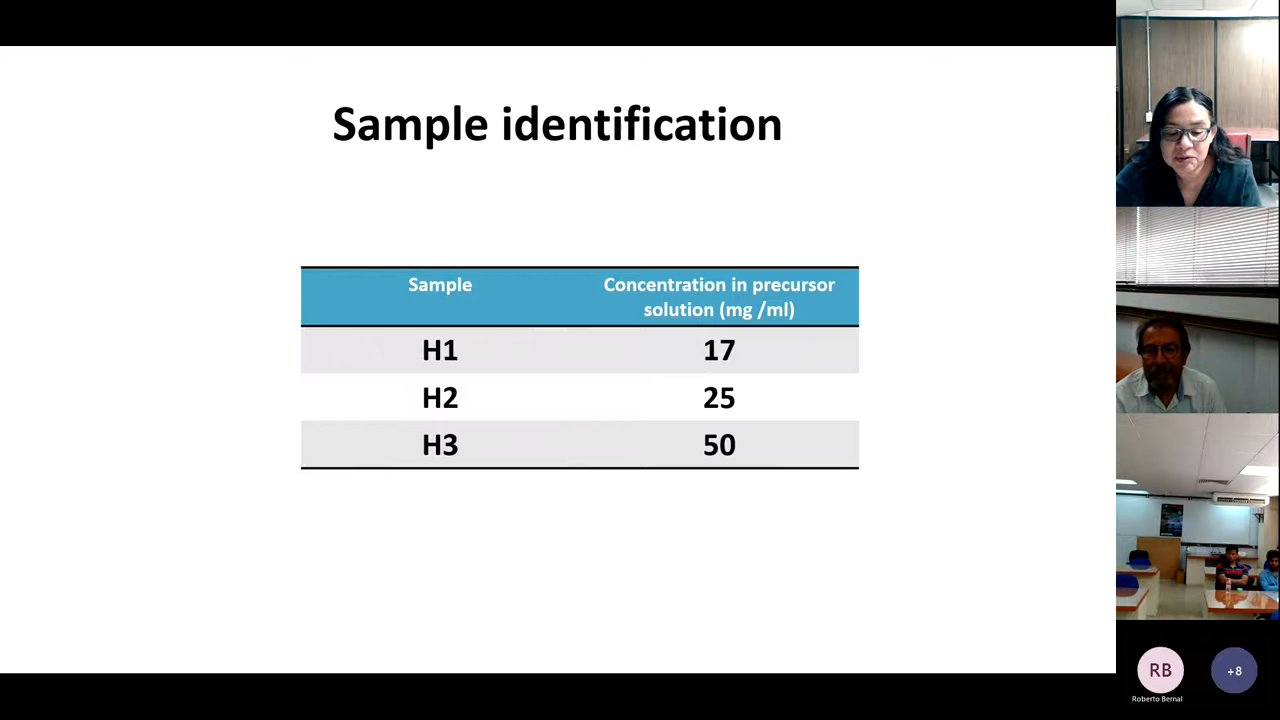 Sample identification
Sample
Concentration in precursor
solution (mg /ml)
H1
17
H2
25
H3
50
RB
+8
Roberto Bernal